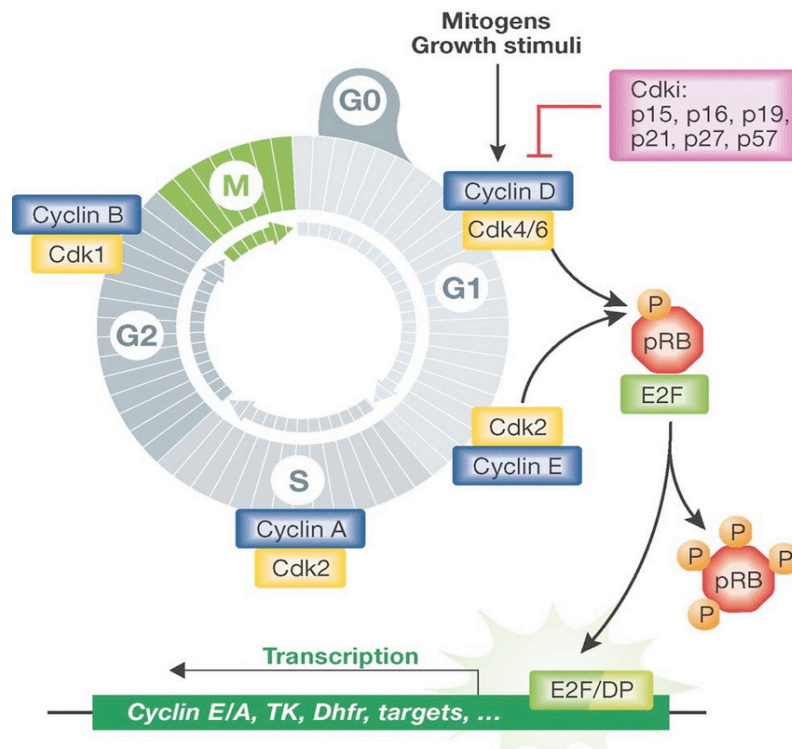 Mitogens
Growth stimuli
Cdki:
p15, p16, p19,
p21, p27, p57
G0
M
Cyclin B
Cdk1
Cyclin D
Cdk4/6
G1
G2
P
pRB
E2F
Cdk2
Cyclin E
S
Cyclin A
Cdk2
P
P
P
P
pRB
Transcription
E2F/DP
Cyclin E/A, TK, Dhfr, targets, ...